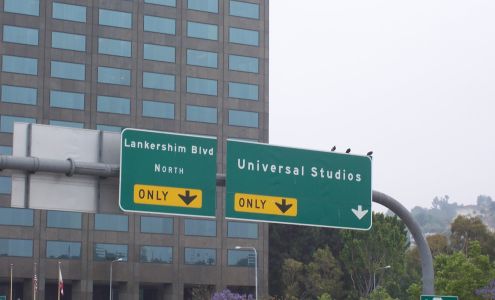 Lankershim Blvd
NORTH
ONLY
Universal Studios
ONLY